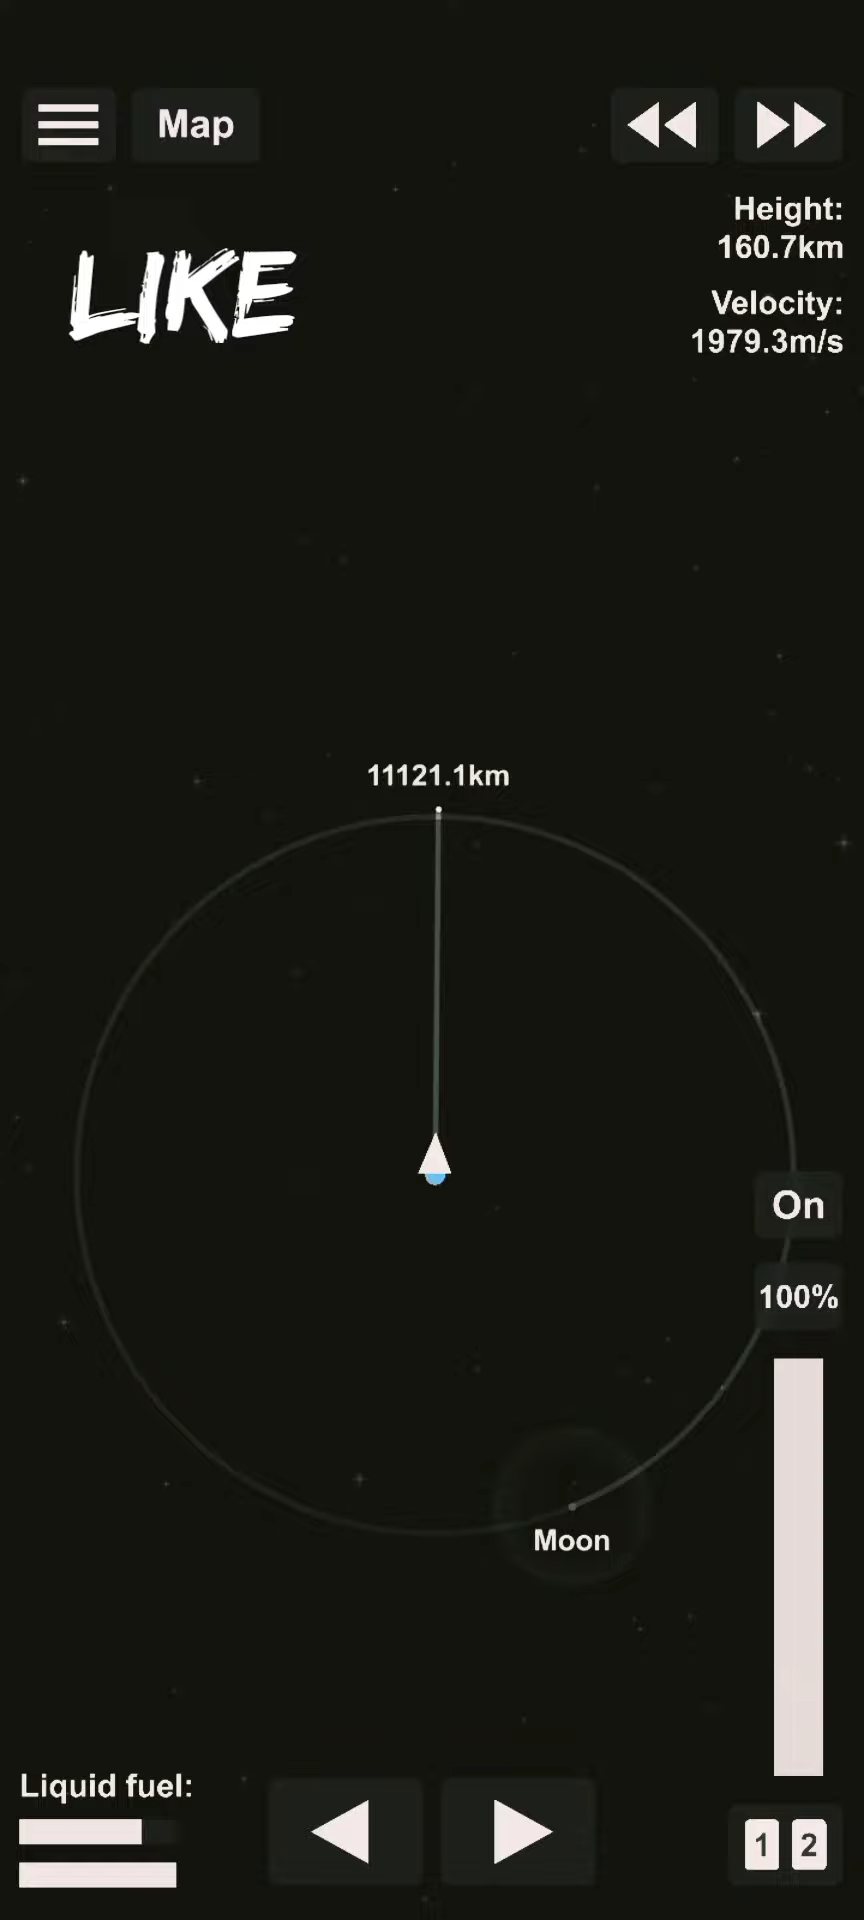 Map
Height:
160.7km
Velocity:
1979.3m/s
LIKE
11121.1km
On
100%
Moon
Liquid fuel:
1 2